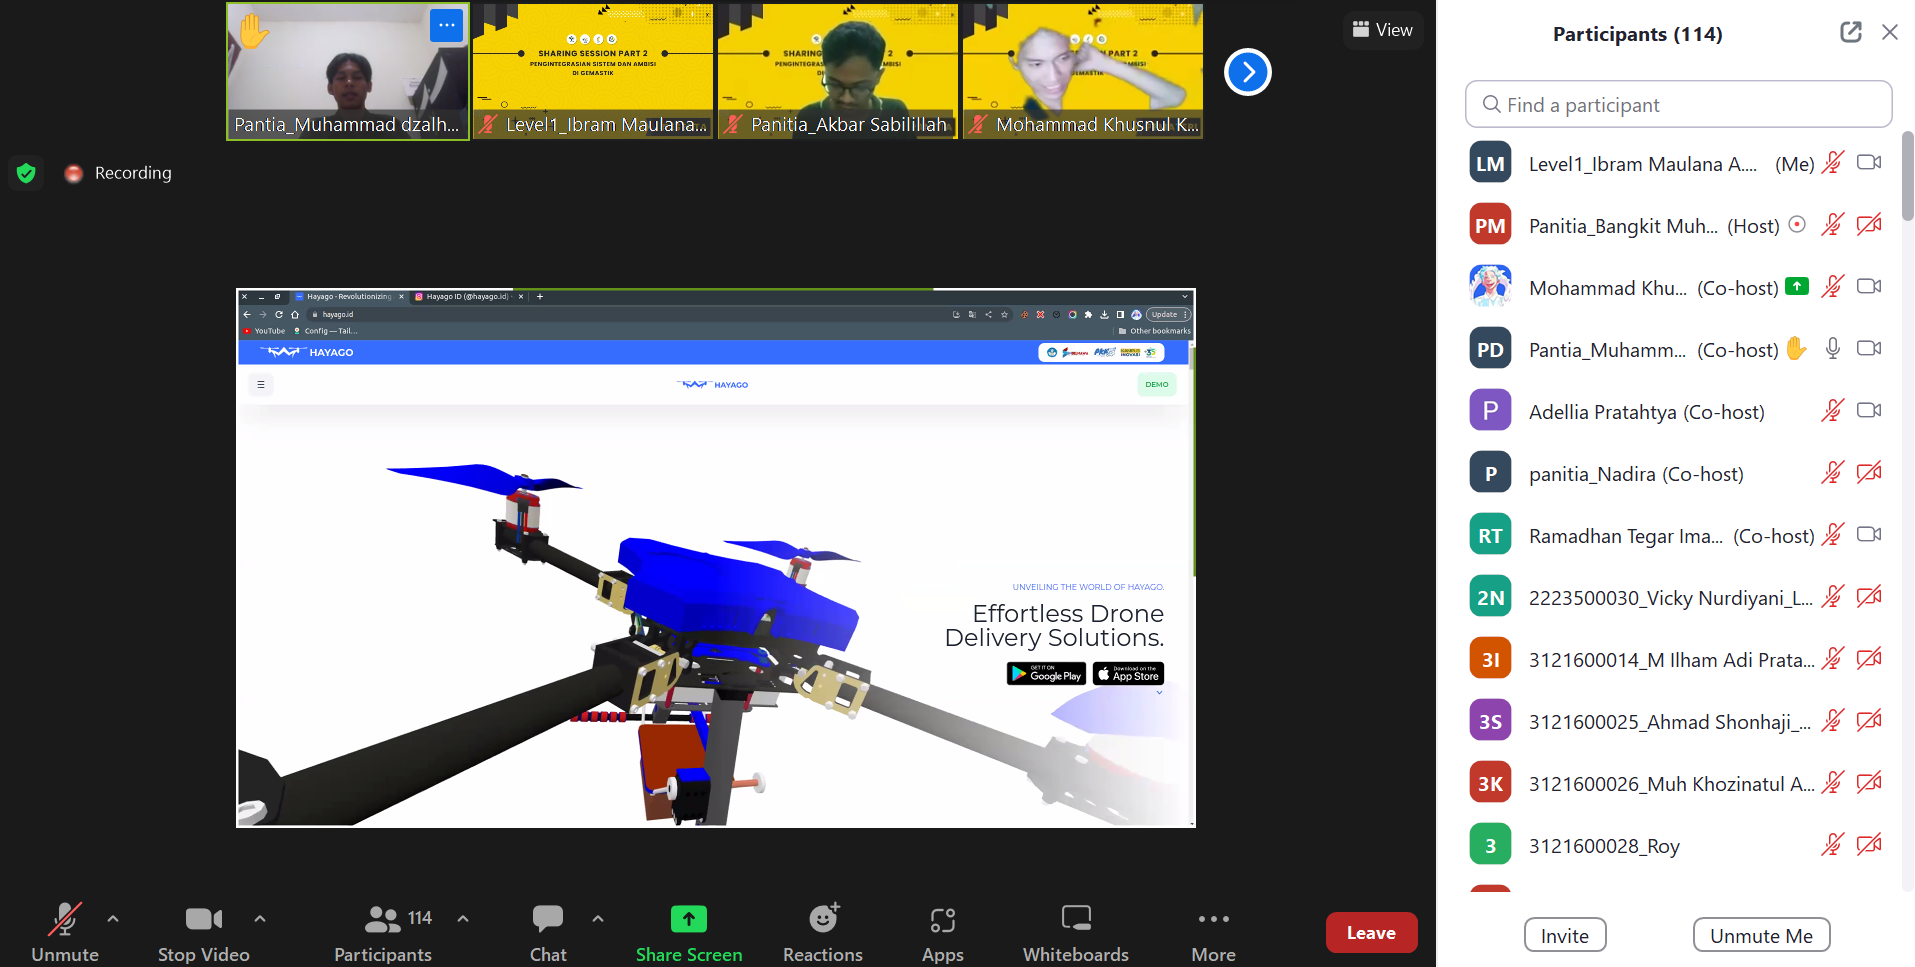 SHARING SESSION PART 2
PENGINTEGRASIAN SISTEM DAN AMBISI
DI GEMASTIK
Pantia_Muhammad dzalh...
Level1_Ibram Maulana...
Panitia_Akbar Sabilillah
Mohammad Khusnul K...
View
Recording
Hayago - Revolutionizing
Hayago ID (@hayago.id)
hayago.id
Update
YouTube
Config — Tail...
Other bookmarks
HAYAGO
HAYAGO
DEMO
UNVEILING THE WORLD OF HAYAGO.
Effortless Drone
Delivery Solutions.
GET IT ON
Google Play
Download on the
App Store
Unmute
Stop Video
114
Participants
Chat
Share Screen
Reactions
Apps
Whiteboards
More
Leave
Participants (114)
Find a participant
LM Level1_Ibram Maulana A.... (Me)
PM Panitia_Bangkit Muh... (Host)
Mohammad Khu... (Co-host)
PD Pantia_Muhamm... (Co-host)
P Adellia Pratahtya (Co-host)
P panitia_Nadira (Co-host)
RT Ramadhan Tegar Ima... (Co-host)
2N 2223500030_Vicky Nurdiyani_L...
3I 3121600014_M Ilham Adi Prata...
3S 3121600025_Ahmad Shonhaji_...
3K 3121600026_Muh Khozinatul A...
3 3121600028_Roy
Invite
Unmute Me